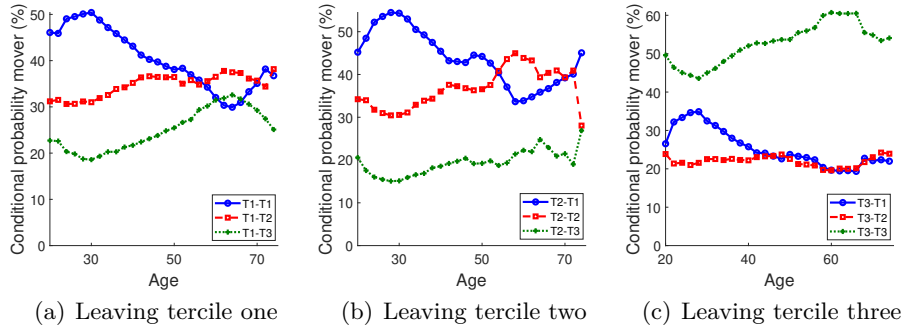 Conditional probability mover (%)
50
40
30
20
10
0
30
50
70
Age
T1-T1
T1-T2
T1-T3
(a) Leaving tercile one
Conditional probability mover (%)
50
40
30
20
10
0
30
50
70
Age
T2-T1
T2-T2
T2-T3
(b) Leaving tercile two
Conditional probability mover (%)
60
50
40
30
20
10
0
20
40
60
Age
T3-T1
T3-T2
T3-T3
(c) Leaving tercile three